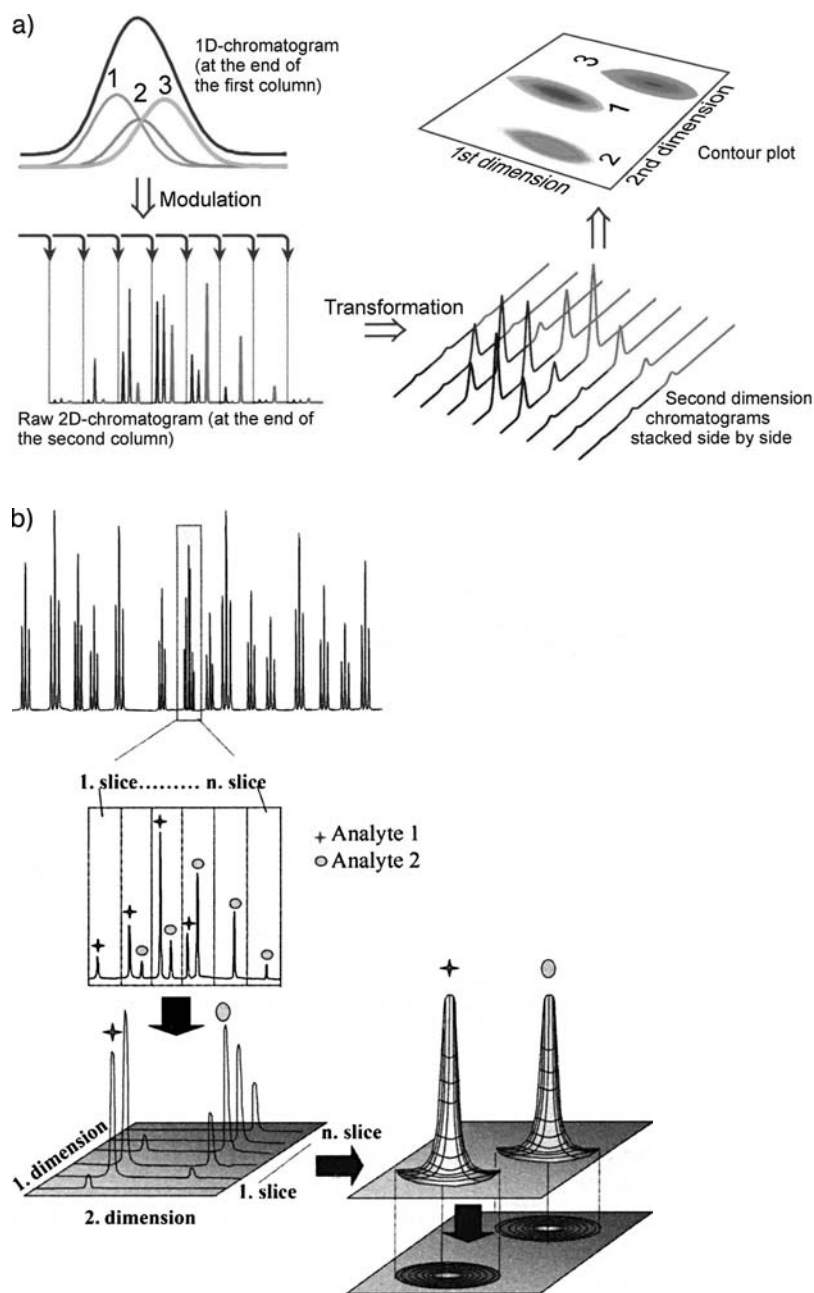 a)
1D-chromatogram
(at the end of
the first column)
1 2 3
Modulation
Raw 2D-chromatogram (at the end of
the second column)
Transformation
Second dimension
chromatograms
stacked side by side
3
1
2
1st dimension
2nd dimension
Contour plot
b)
1. slice......... n. slice
Analyte 1
Analyte 2
1. dimension
2. dimension
n. slice
1. slice